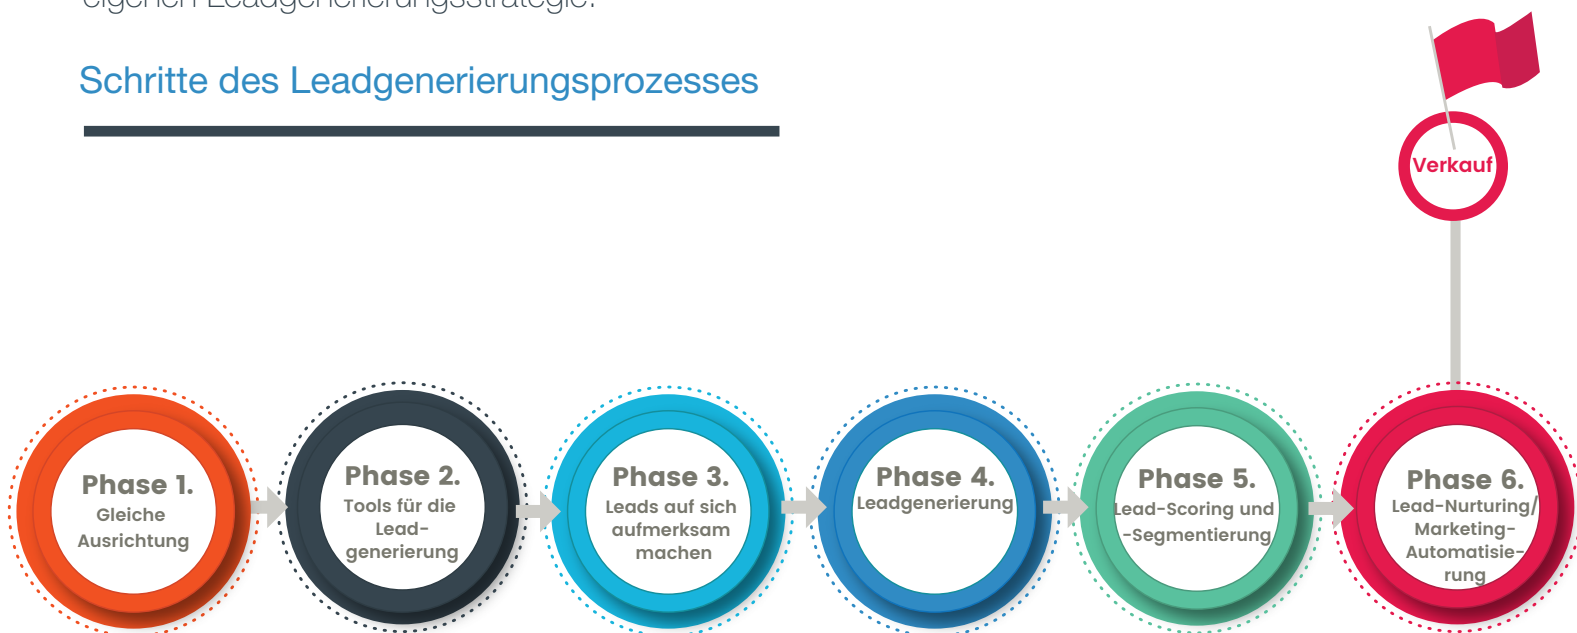 eigenen Leadgenerierungsstrategie.
Schritte des Leadgenerierungsprozesses
Verkauf
Phase 1.
Gleiche
Ausrichtung
Phase 2.
Tools für die
Lead-
generierung
Phase 3.
Leads auf sich
aufmerksam
machen
Phase 4.
Leadgenerierung
Phase 5.
Lead-Scoring und
-Segmentierung
Phase 6.
Lead-Nurturing/
Marketing-
Automatisie-
rung